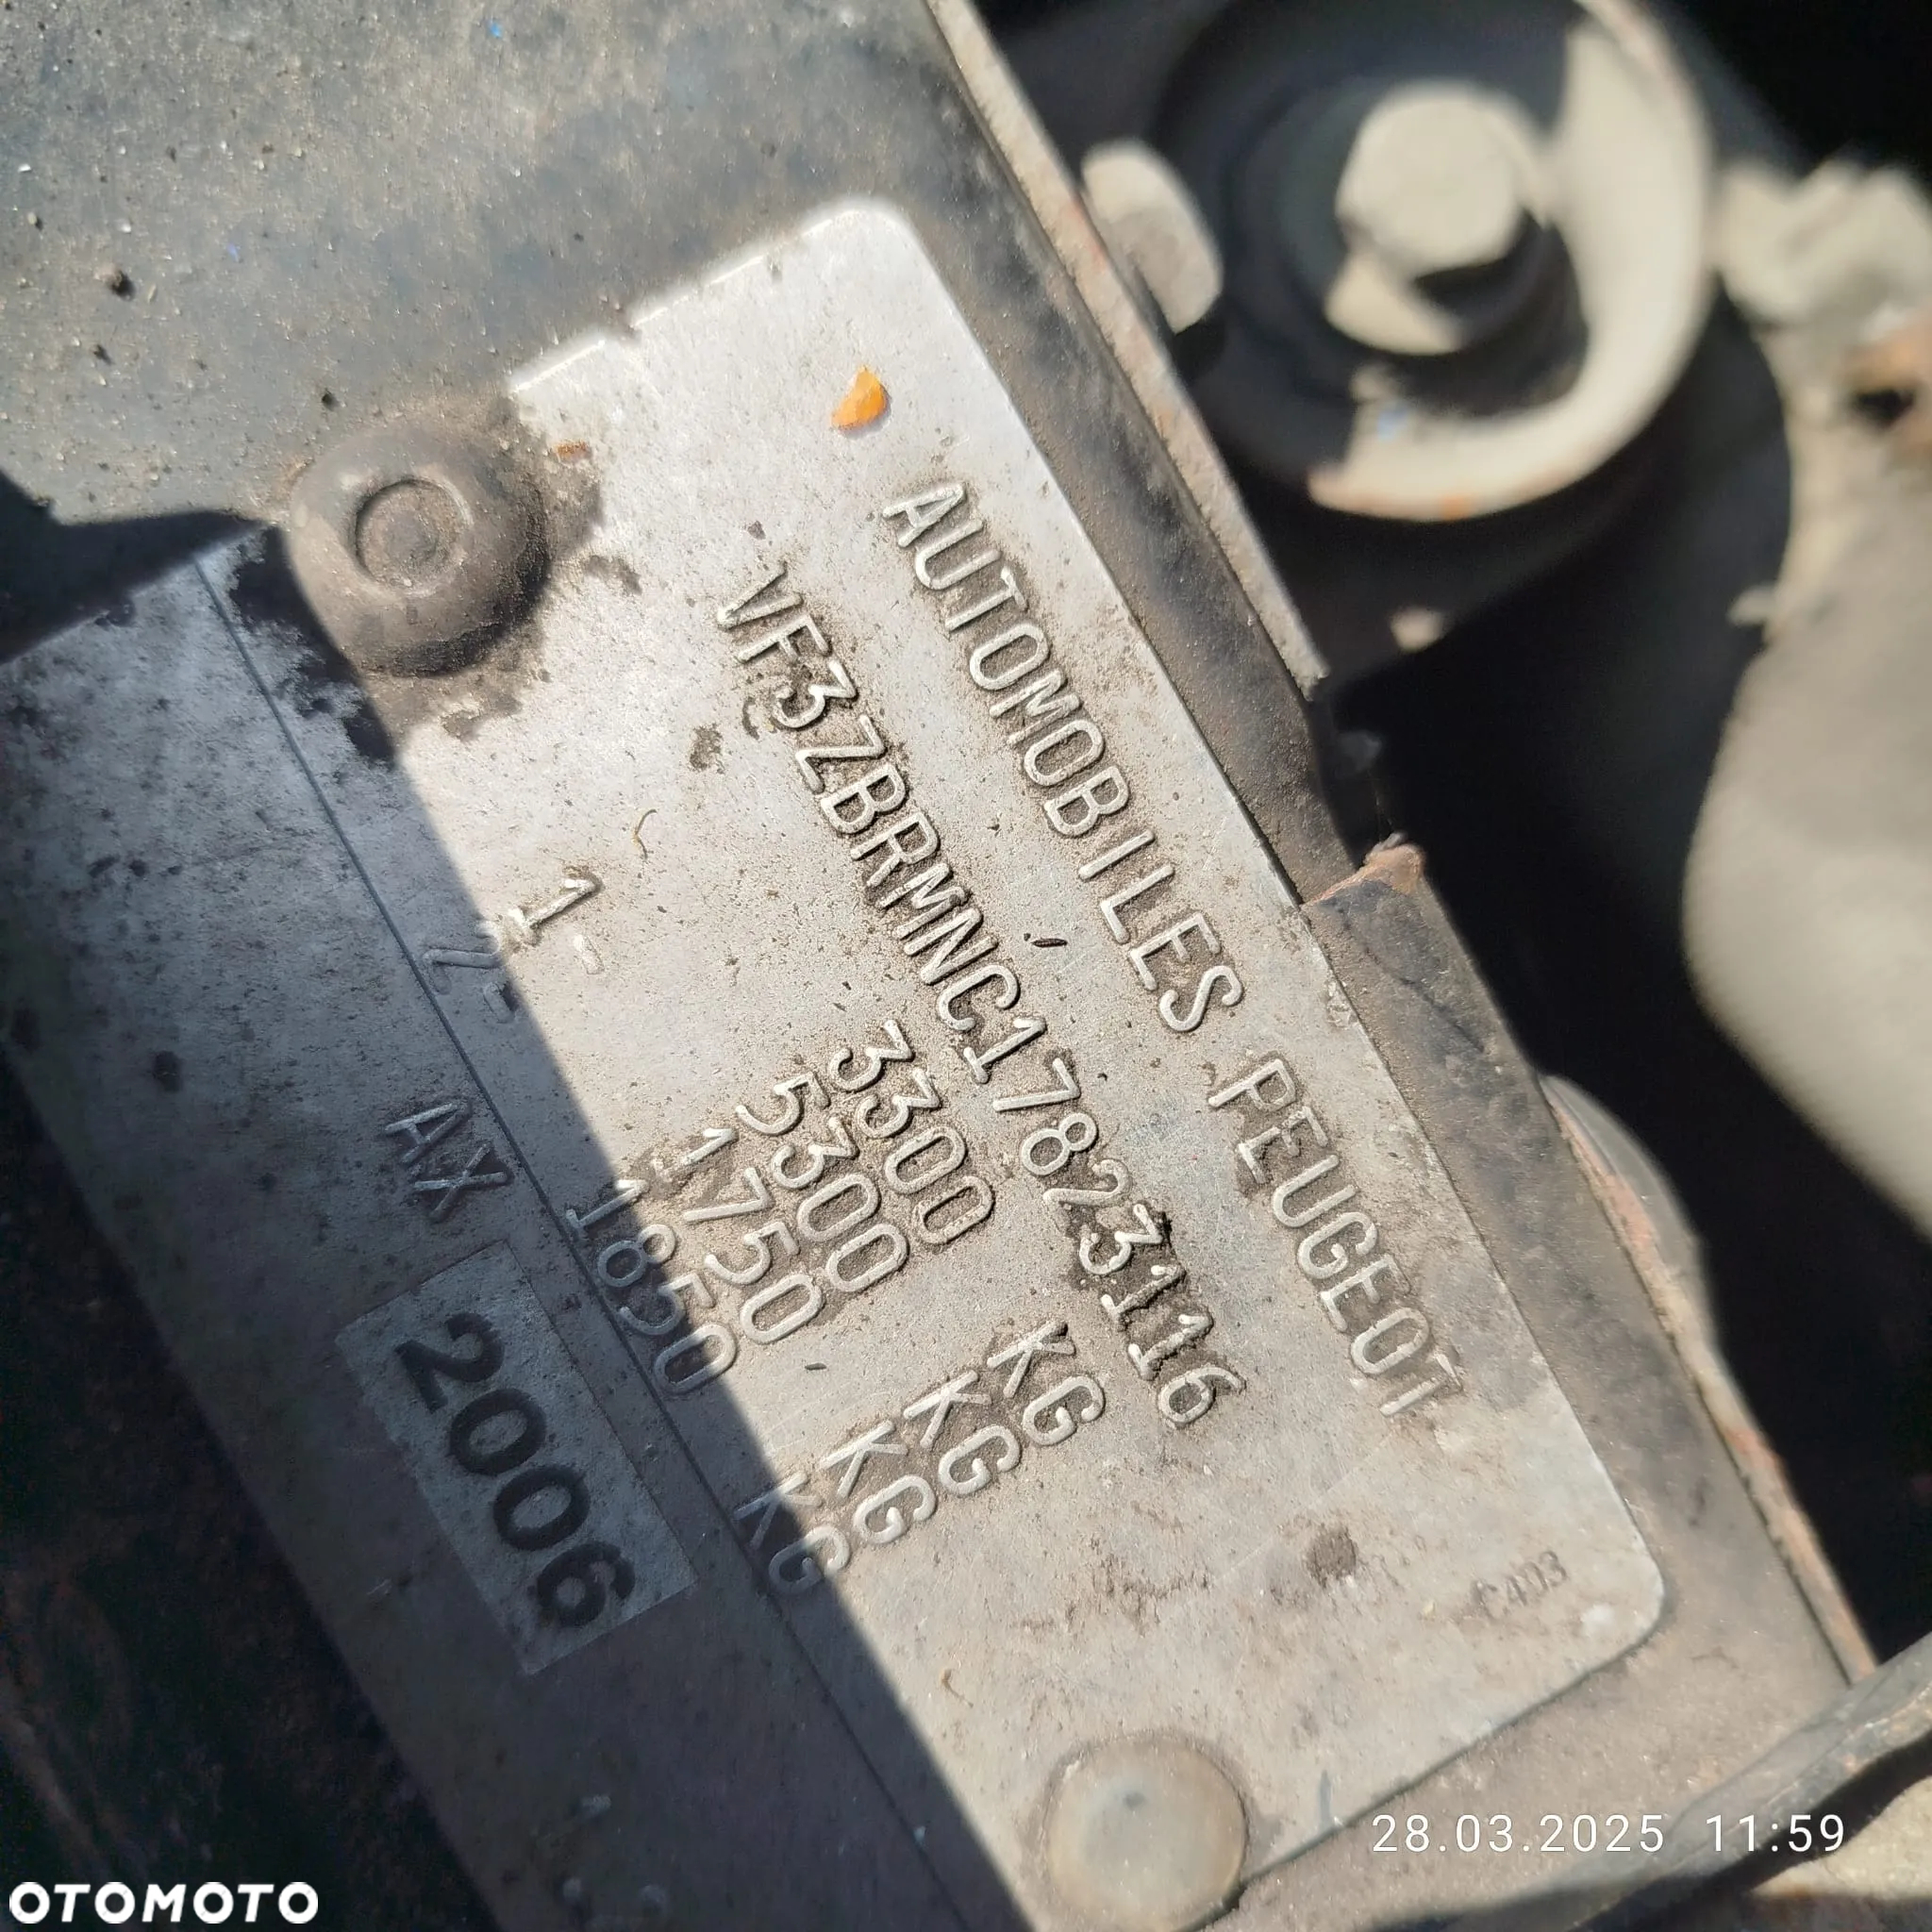 AUTOMOBILES PEUGEOT
VF3ZBRMNC17823116
3300 KG
5300 KG
1- 1750 KG
2- 1850 KG
AX
2006
C403
28.03.2025 11:59
OTOMOTO